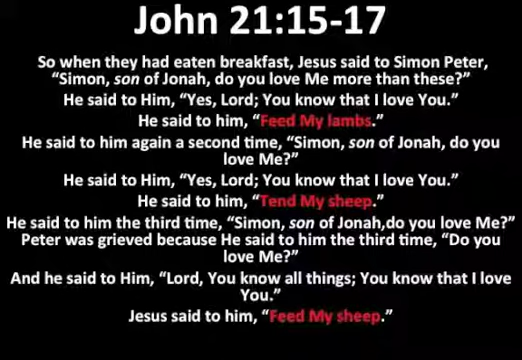 John 21:15-17
So when they had eaten breakfast, Jesus said to Simon Peter,
“Simon, son of Jonah, do you love Me more than these?”
He said to Him, “Yes, Lord; You know that I love You.”
He said to him, “Feed My lambs.”
He said to him again a second time, “Simon, son of Jonah, do you
love Me?”
He said to Him, “Yes, Lord; You know that I love You.”
He said to him, “Tend My sheep.”
He said to him the third time, “Simon, son of Jonah,do you love Me?”
Peter was grieved because He said to him the third time, “Do you
love Me?”
And he said to Him, “Lord, You know all things; You know that I love
You.”
Jesus said to him, “Feed My sheep.”